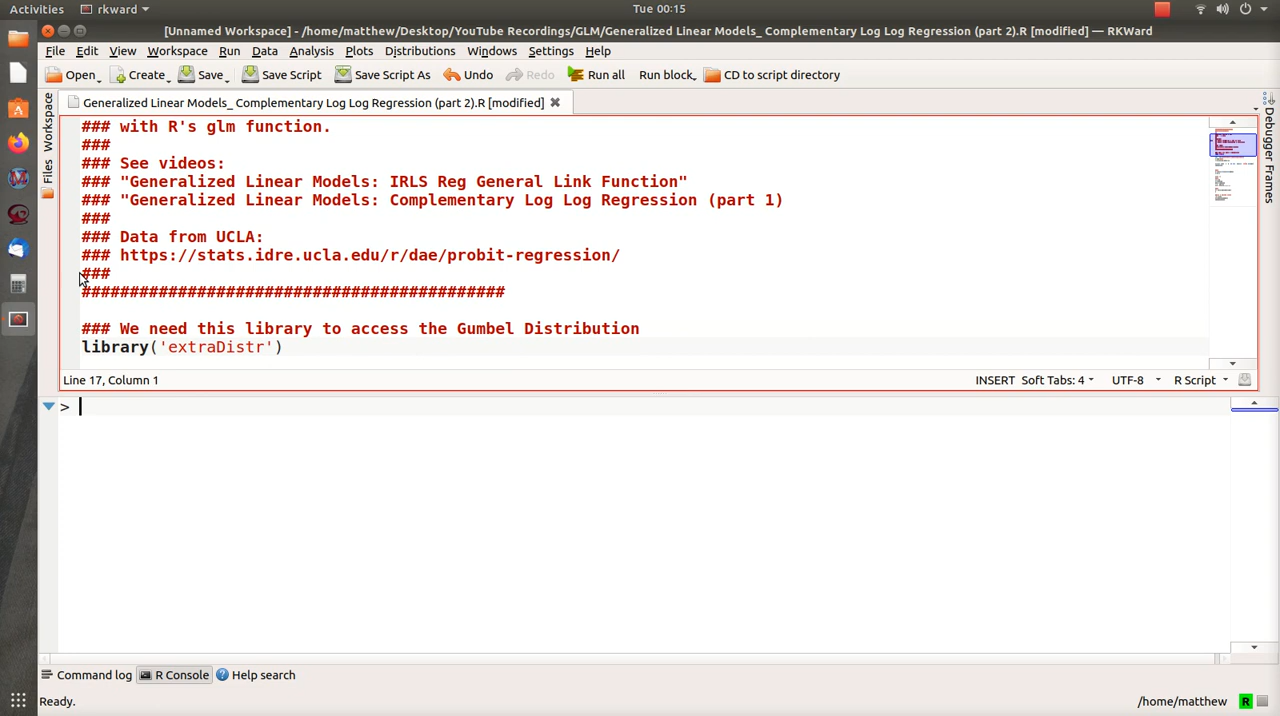 Activities rkward Tue 00:15
[Unnamed Workspace] - /home/matthew/Desktop/YouTube Recordings/GLM/Generalized Linear Models_ Complementary Log Log Regression (part 2).R [modified] — RKWard
File Edit View Workspace Run Data Analysis Plots Distributions Windows Settings Help
Open Create Save Save Script Save Script As Undo Redo Run all Run block CD to script directory
Generalized Linear Models_ Complementary Log Log Regression (part 2).R [modified]
Workspace
Files
Debugger Frames
### with R's glm function.
###
### See videos:
### "Generalized Linear Models: IRLS Reg General Link Function"
### "Generalized Linear Models: Complementary Log Log Regression (part 1)
###
### Data from UCLA:
### https://stats.idre.ucla.edu/r/dae/probit-regression/
###
############################################
### We need this library to access the Gumbel Distribution
library('extraDistr')
Line 17, Column 1 INSERT Soft Tabs: 4 UTF-8 R Script
>
Command log R Console Help search
Ready. /home/matthew R